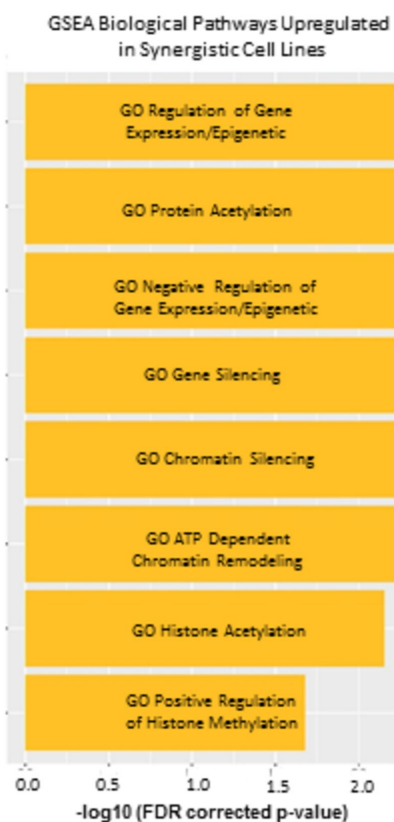 GSEA Biological Pathways Upregulated
in Synergistic Cell Lines
GO Regulation of Gene
Expression/Epigenetic
GO Protein Acetylation
GO Negative Regulation of
Gene Expression/Epigenetic
GO Gene Silencing
GO Chromatin Silencing
GO ATP Dependent
Chromatin Remodeling
GO Histone Acetylation
GO Positive Regulation
of Histone Methylation
0.0 0.5 1.0 1.5 2.0
-log10 (FDR corrected p-value)